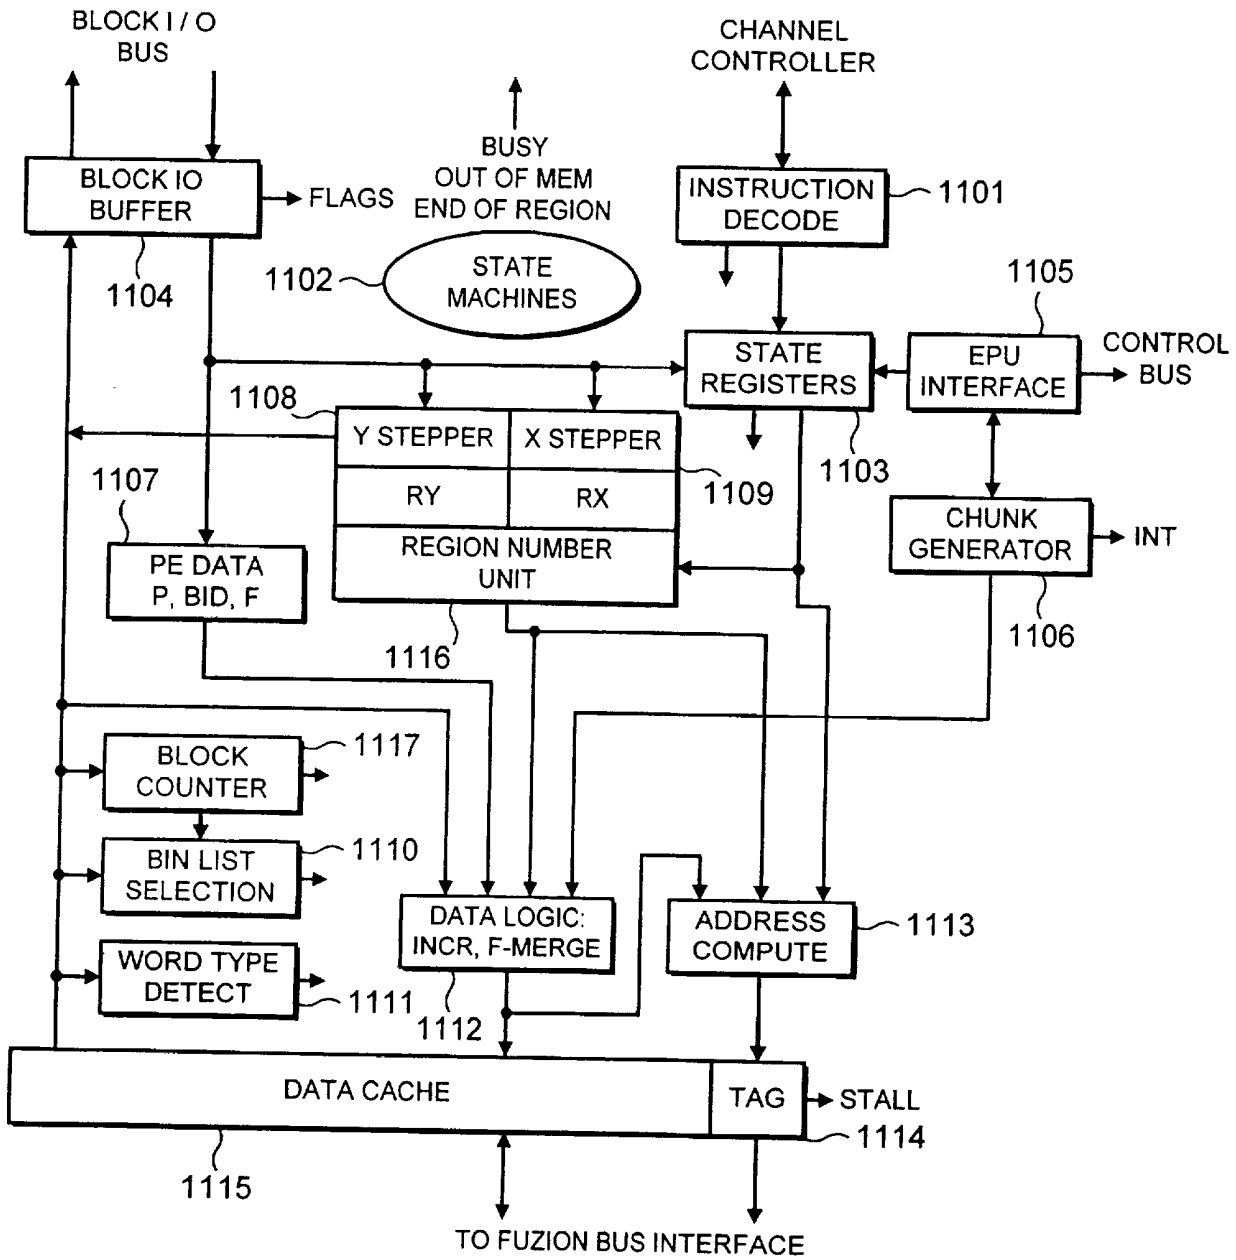 BLOCK I / O
BUS
CHANNEL
CONTROLLER
BUSY
OUT OF MEM
END OF REGION
BLOCK IO
BUFFER
FLAGS
INSTRUCTION
DECODE
1101
1102
STATE
MACHINES
1104
1105
STATE
REGISTERS
EPU
INTERFACE
CONTROL
BUS
1108
Y STEPPER
X STEPPER
1103
1107
RY
RX
1109
CHUNK
GENERATOR
INT
PE DATA
P, BID, F
REGION NUMBER
UNIT
1116
1106
BLOCK
COUNTER
1117
BIN LIST
SELECTION
1110
DATA LOGIC:
INCR, F-MERGE
ADDRESS
COMPUTE
1113
WORD TYPE
DETECT
1111
1112
DATA CACHE
TAG
STALL
1114
1115
TO FUZION BUS INTERFACE